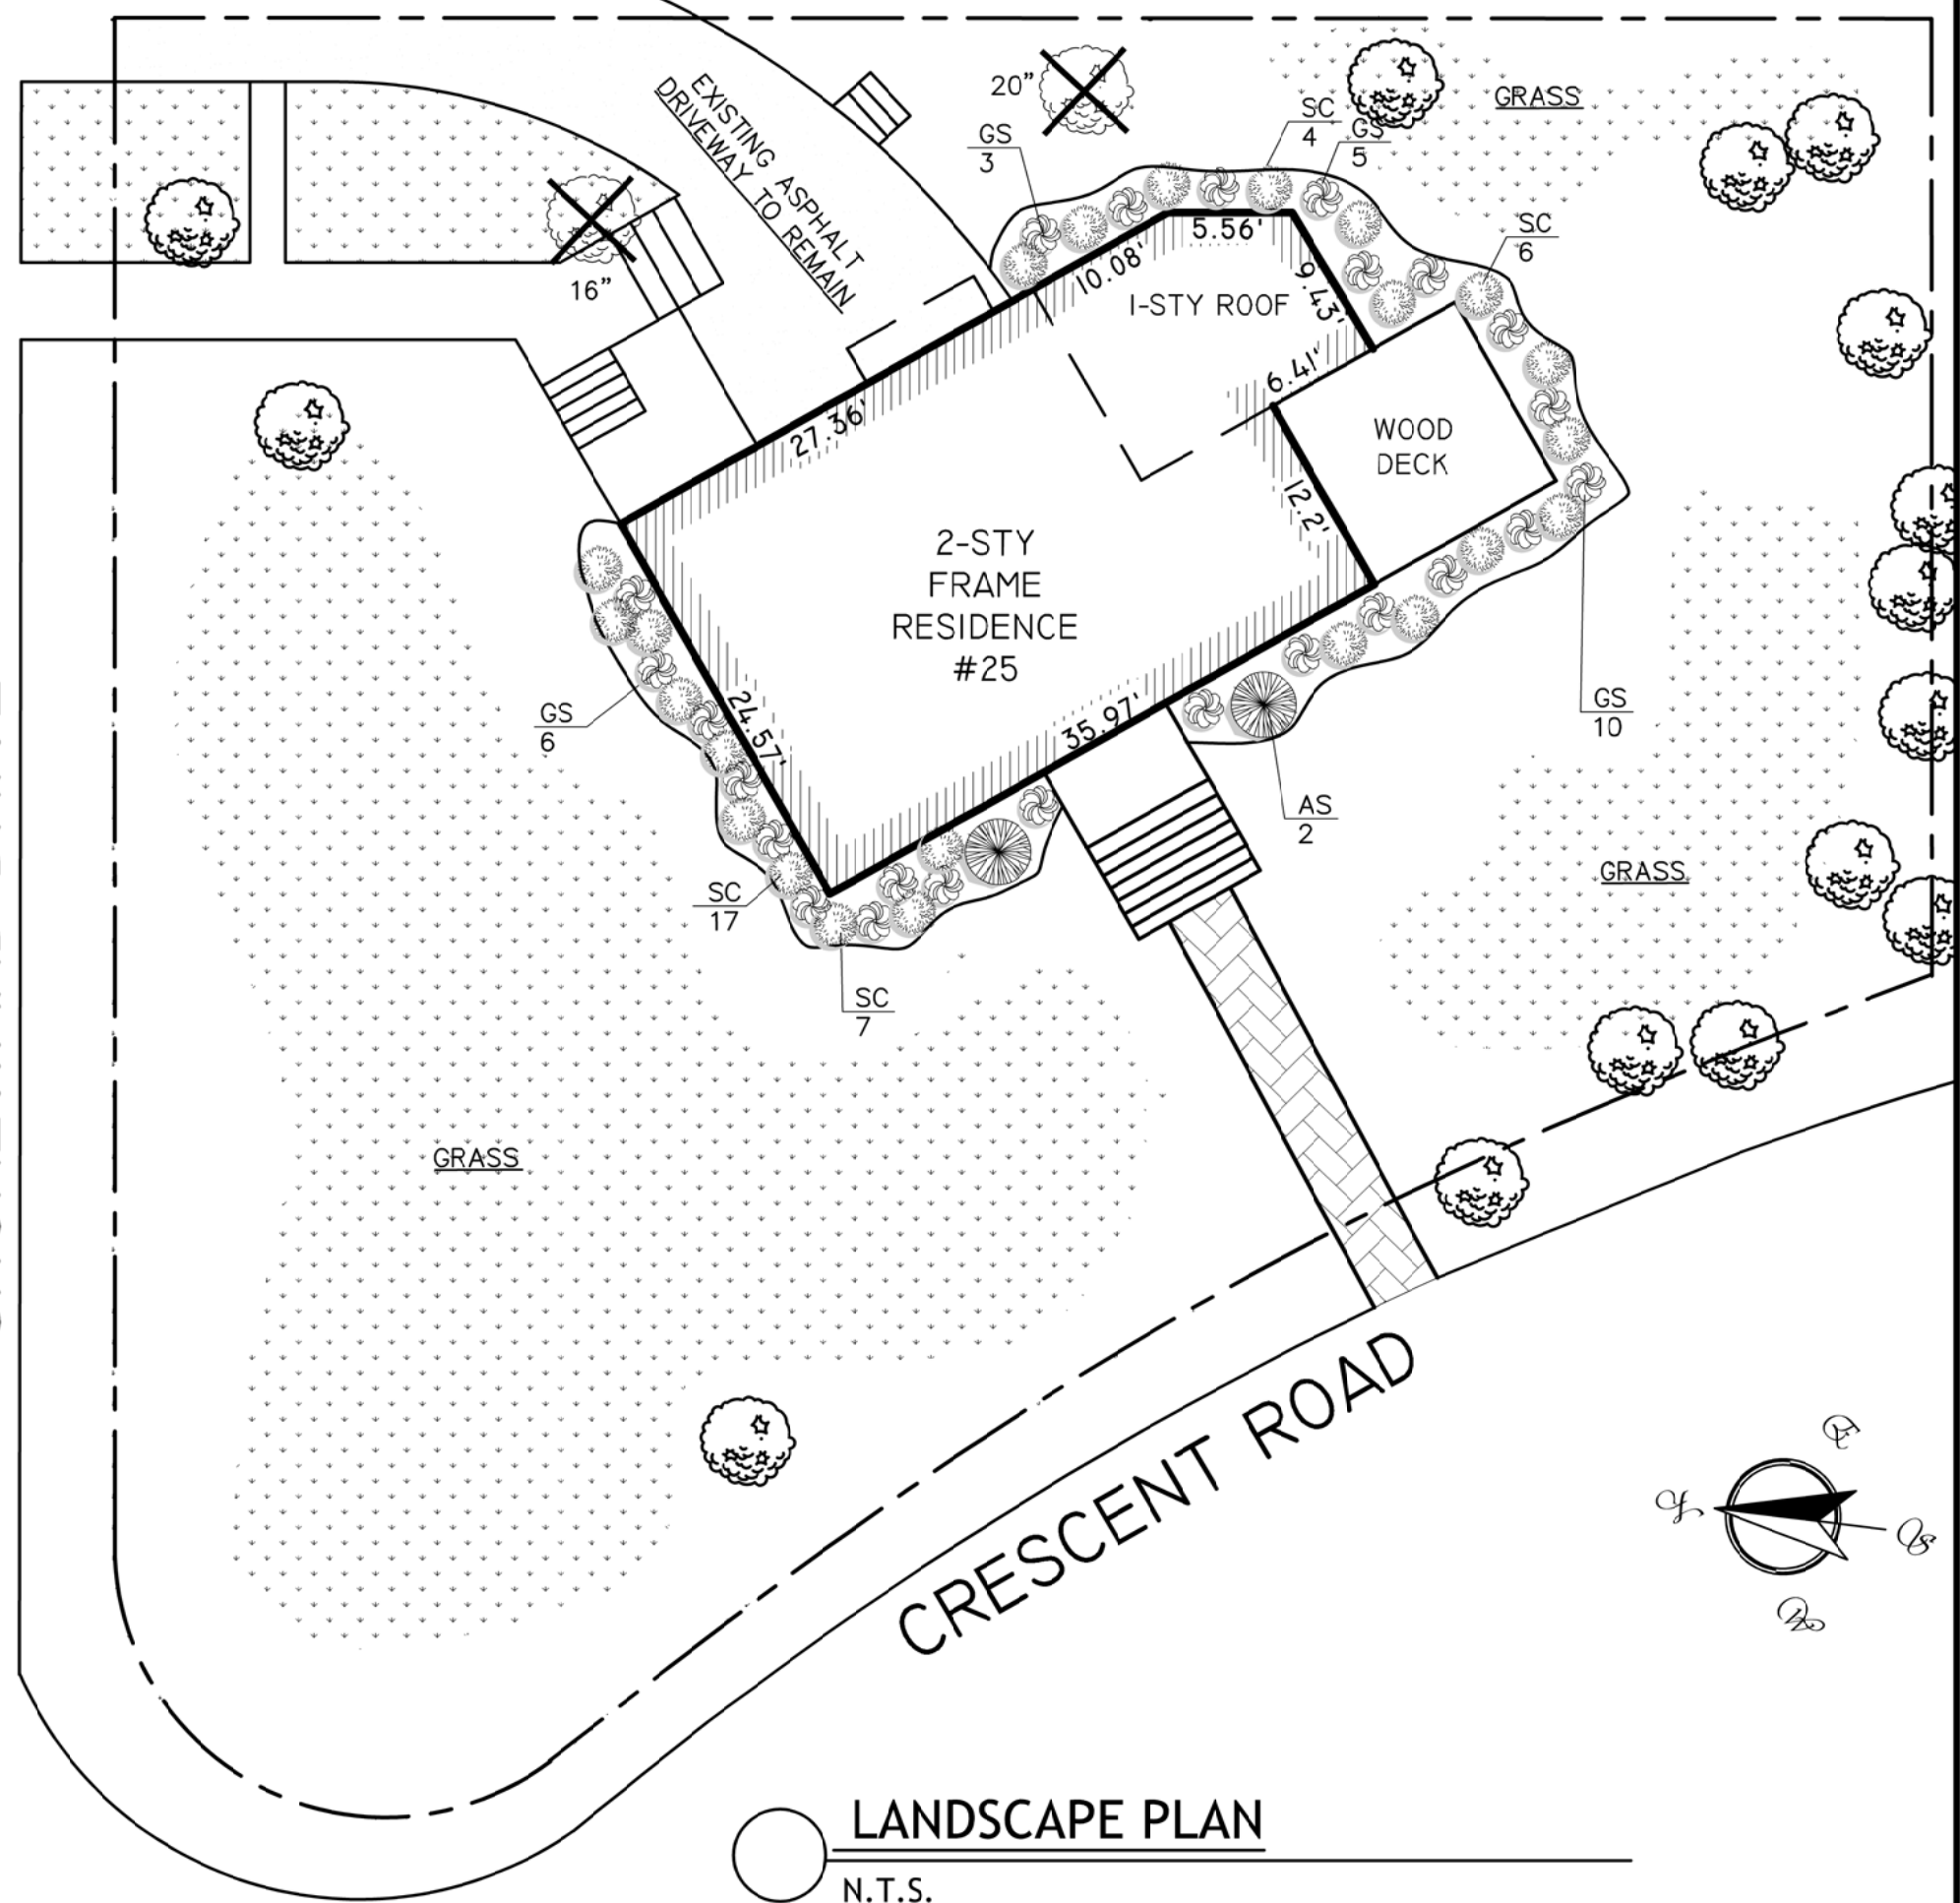 EXISTING ASPHALT
DRIVEWAY TO REMAIN
20”
16”
GS
3
SC
4
GS
5
GRASS
SC
6
10.08'
5.56'
9.43'
1-STY ROOF
6.41'
27.36'
WOOD
DECK
12.2'
2-STY
FRAME
RESIDENCE
#25
24.57'
35.97'
GS
6
GS
10
AS
2
SC
17
SC
7
GRASS
GRASS
CRESCENT ROAD
LANDSCAPE PLAN
N.T.S.